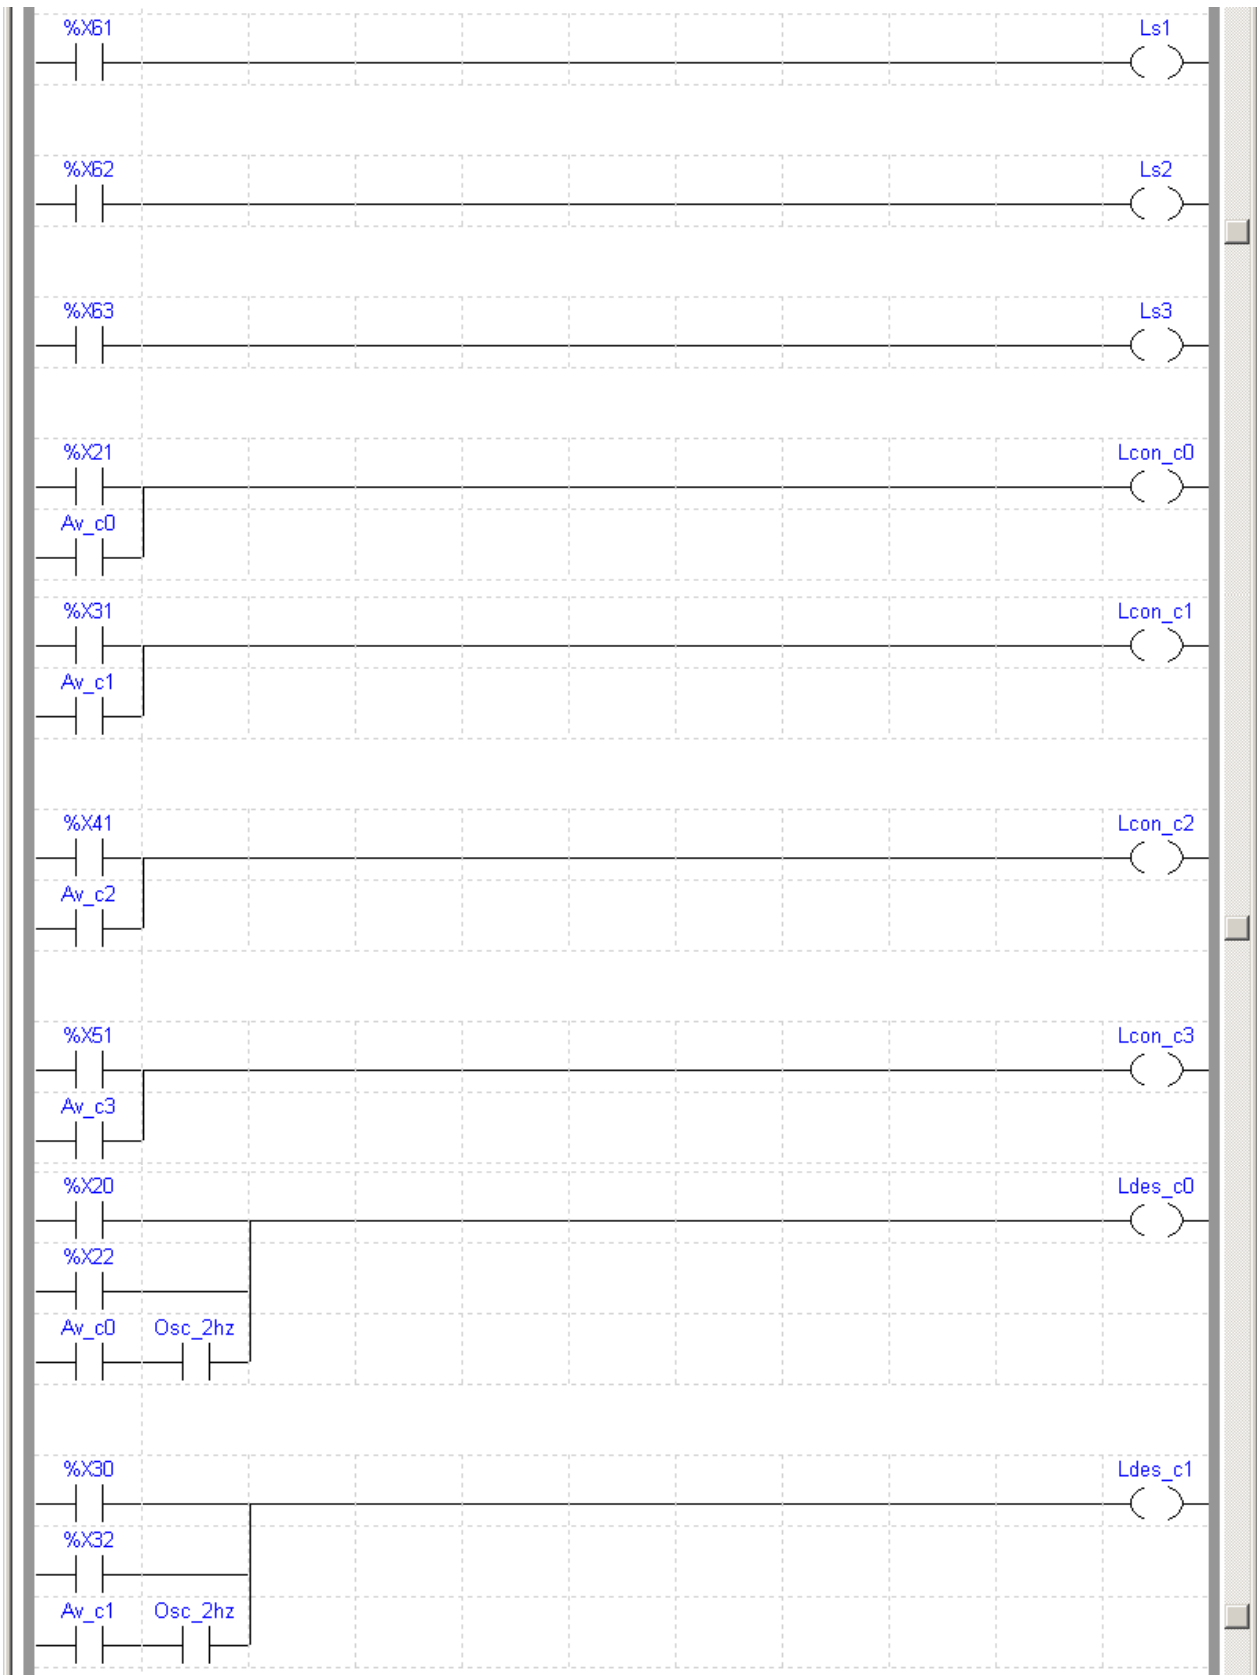 %X61 Ls1
%X62 Ls2
%X63 Ls3
%X21 Lcon_c0
Av_c0
%X31 Lcon_c1
Av_c1
%X41 Lcon_c2
Av_c2
%X51 Lcon_c3
Av_c3
%X20 Ldes_c0
%X22
Av_c0 Osc_2hz
%X30 Ldes_c1
%X32
Av_c1 Osc_2hz